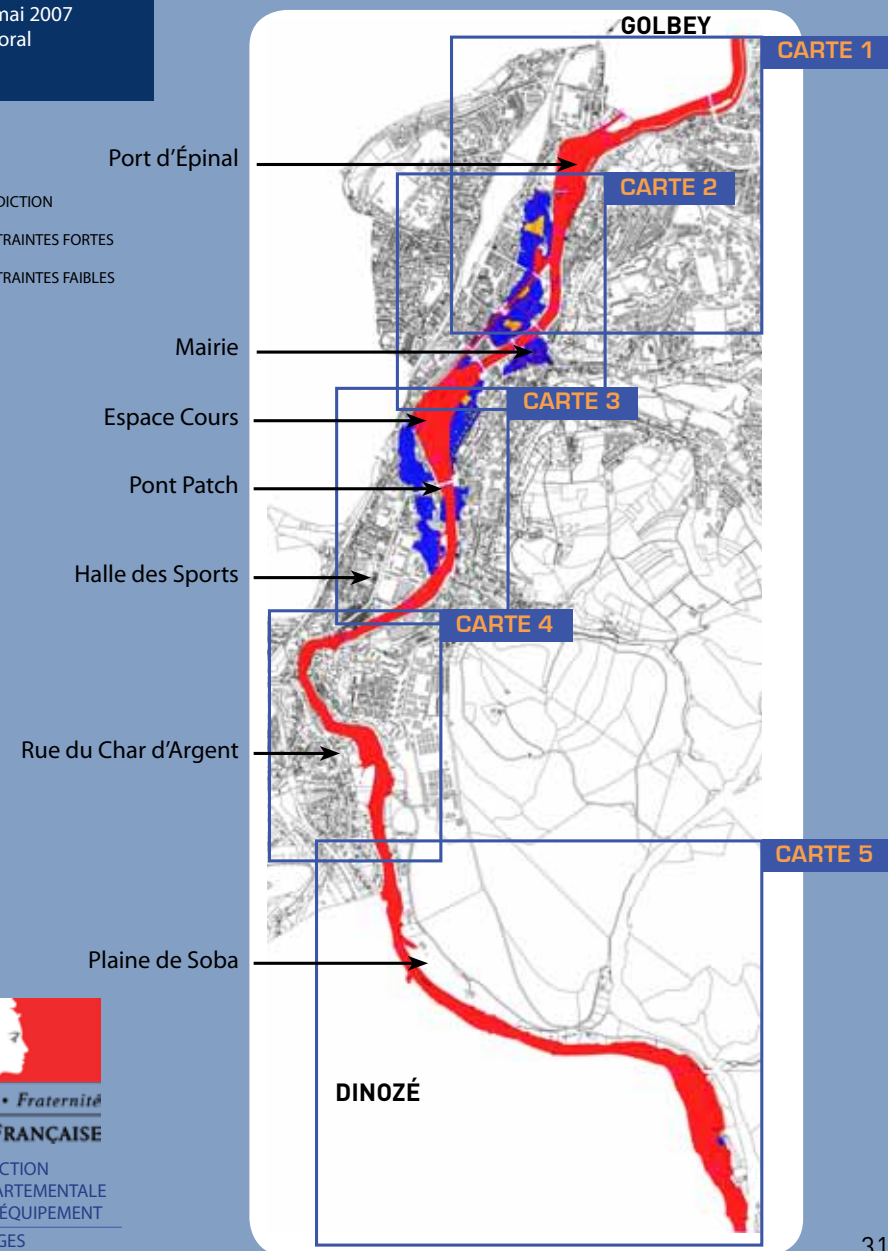 mai 2007
oral
GOLBEY
CARTE 1
Port d'Épinal
CARTE 2
DICTION
TRAINTES FORTES
TRAINTES FAIBLES
Mairie
CARTE 3
Espace Cours
Pont Patch
Halle des Sports
CARTE 4
Rue du Char d'Argent
CARTE 5
Plaine de Soba
DINOZÉ
• Fraternité
FRANÇAISE
CTION
ARTEMENTALE
ÉQUIPEMENT
GES
31